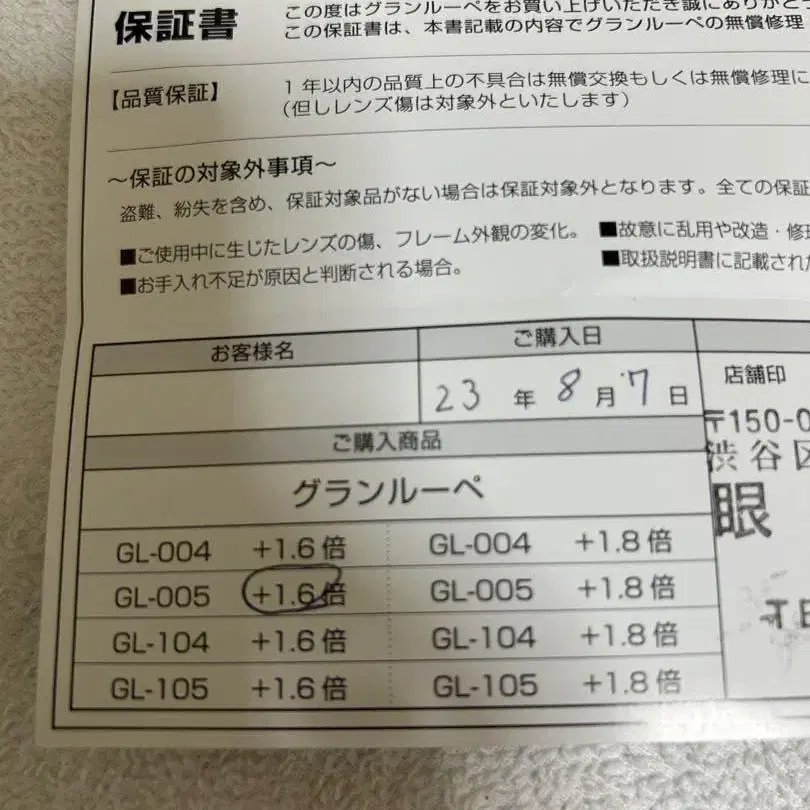 保証書
この度はグランルーペをお買い上げいただき誠にありがと
この保証書は、本書記載の内容でグランルーペの無償修理
【品質保証】
1年以内の品質上の不具合は無償交換もしくは無償修理に
(但しレンズ傷は対象外といたします)
~保証の対象外事項~
盗難、紛失を含め、保証対象品がない場合は保証対象外となります。全ての保証
■ご使用中に生じたレンズの傷、フレーム外観の変化。 ■故意に乱用や改造・修理
■お手入れ不足が原因と判断される場合。 ■取扱説明書に記載された
お客様名 ご購入日
23年8月7日 店舗印
〒150-0
渋谷区
眼
ご購入商品
グランルーペ
GL-004 +1.6倍 GL-004 +1.8倍
GL-005 +1.6倍 GL-005 +1.8倍
GL-104 +1.6倍 GL-104 +1.8倍
GL-105 +1.6倍 GL-105 +1.8倍